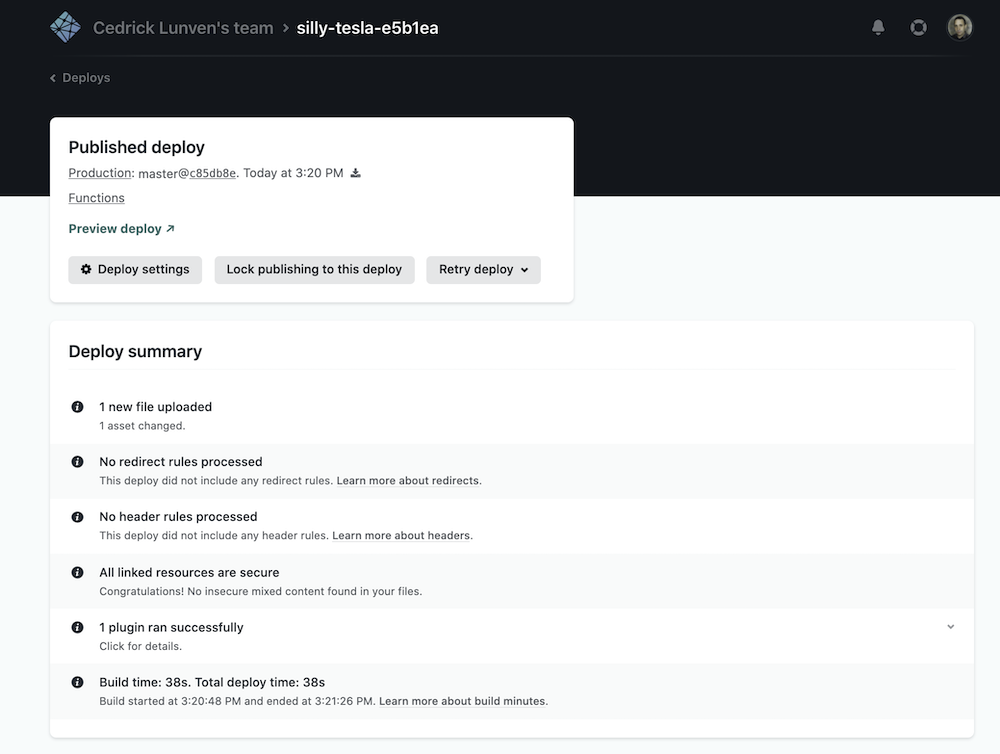 Cedrick Lunven's team › silly-tesla-e5b1ea
Deploys
Published deploy
Production: master@c85db8e. Today at 3:20 PM
Functions
Preview deploy ↗
Deploy settings Lock publishing to this deploy Retry deploy
Deploy summary
1 new file uploaded
1 asset changed.
No redirect rules processed
This deploy did not include any redirect rules. Learn more about redirects.
No header rules processed
This deploy did not include any header rules. Learn more about headers.
All linked resources are secure
Congratulations! No insecure mixed content found in your files.
1 plugin ran successfully
Click for details.
Build time: 38s. Total deploy time: 38s
Build started at 3:20:48 PM and ended at 3:21:26 PM. Learn more about build minutes.